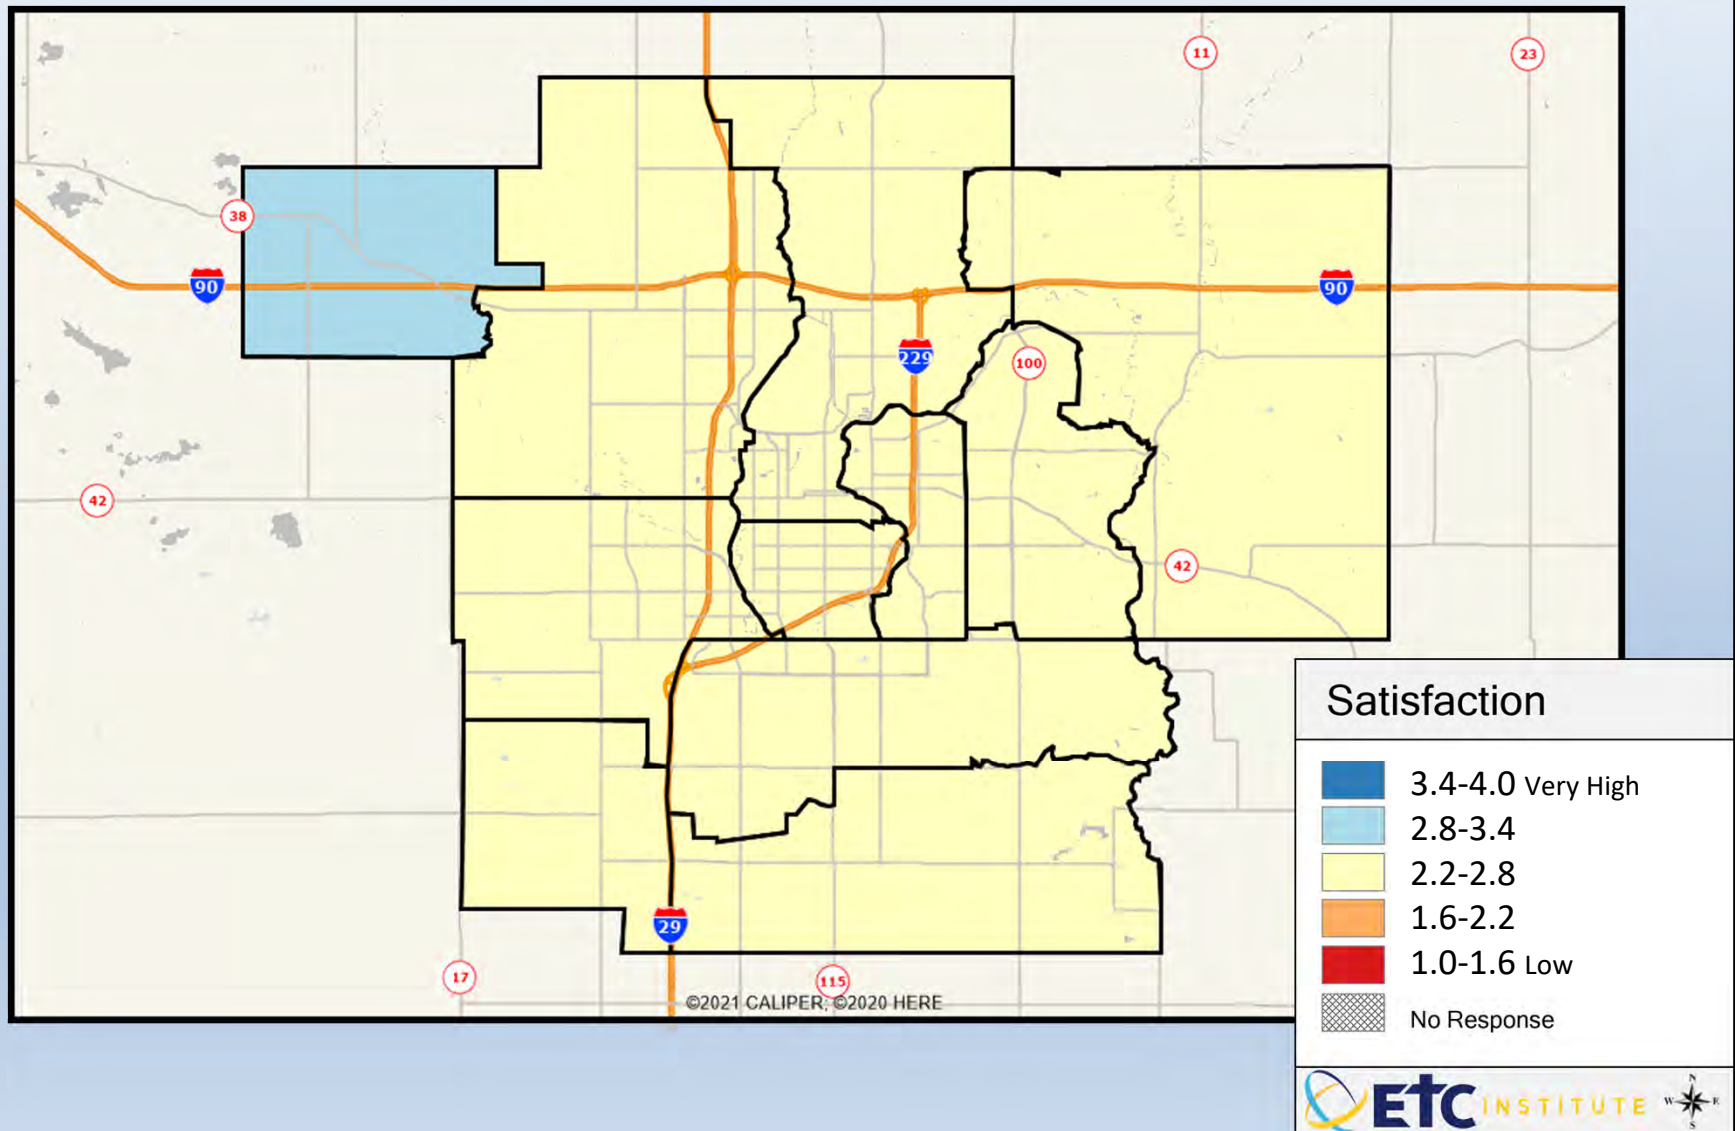 11
23
38
90
90
229
100
42
42
29
17
115
©2021 CALIPER; ©2020 HERE
Satisfaction
3.4-4.0 Very High
2.8-3.4
2.2-2.8
1.6-2.2
1.0-1.6 Low
No Response
ETC INSTITUTE
N
W E
S